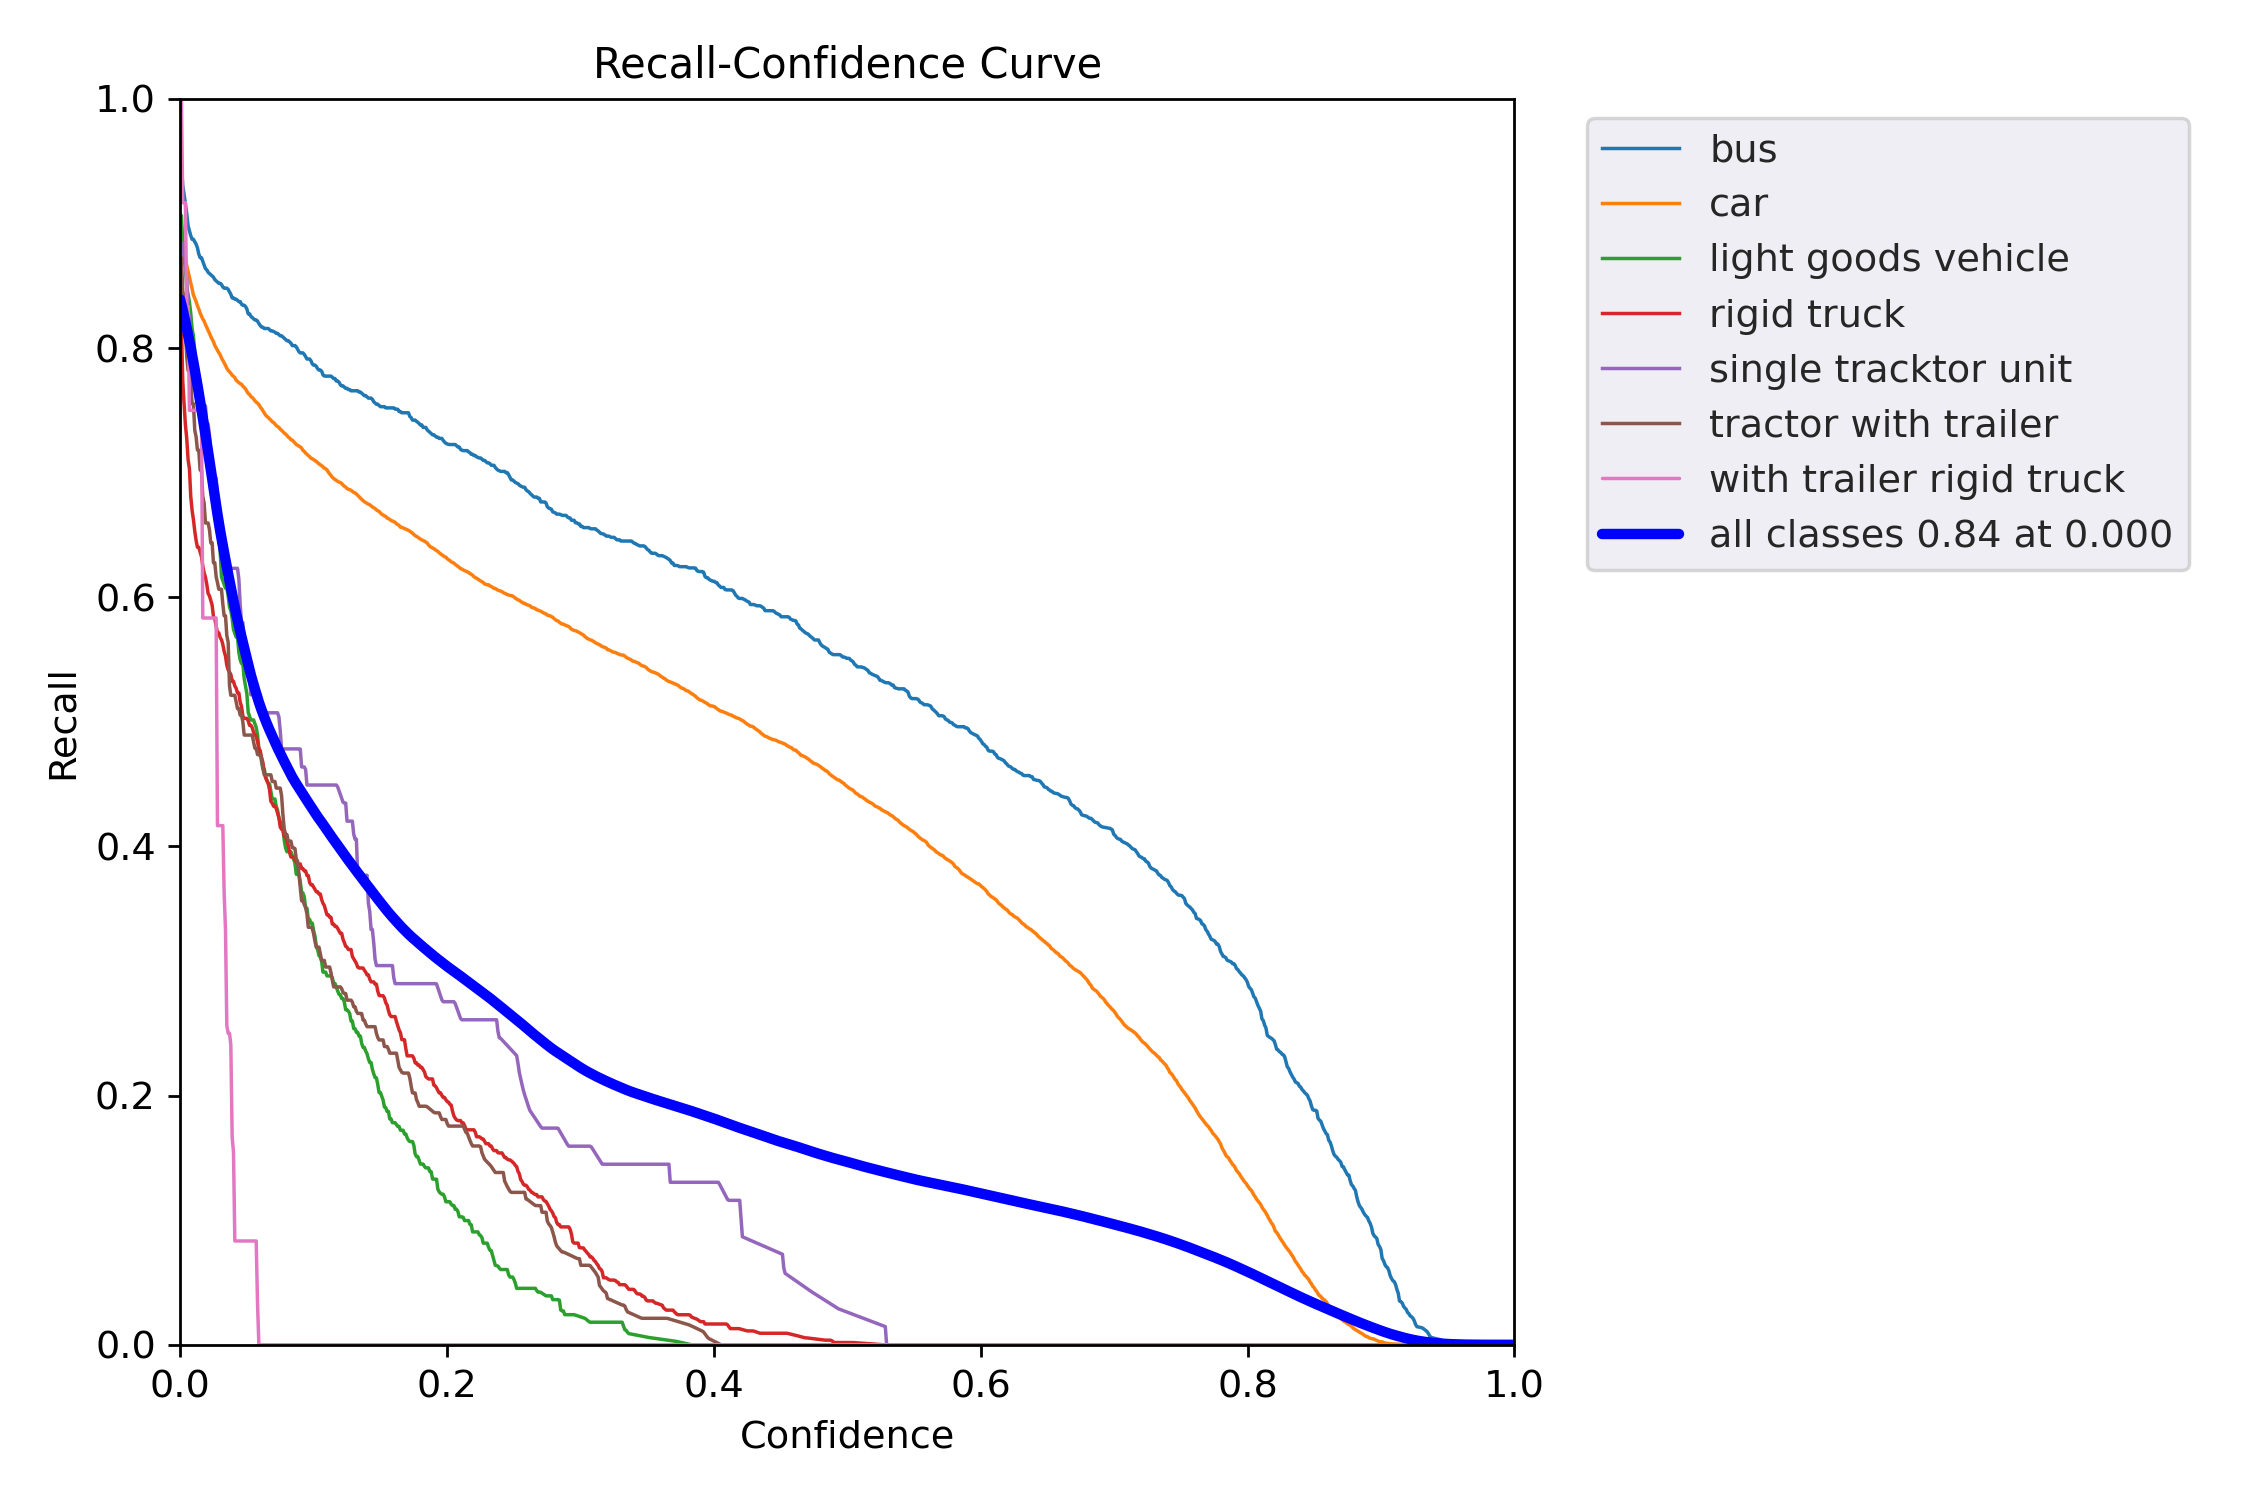 Recall-Confidence Curve
1.0
0.8
0.6
0.4
0.2
0.0
Recall
0.0 0.2 0.4 0.6 0.8 1.0
Confidence
bus
car
light goods vehicle
rigid truck
single tracktor unit
tractor with trailer
with trailer rigid truck
all classes 0.84 at 0.000